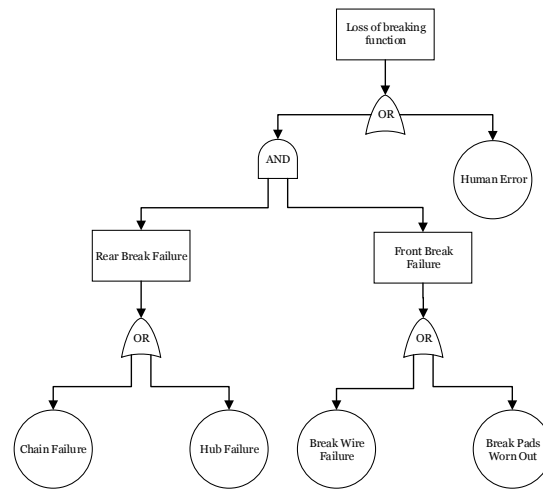 Loss of breaking
function
OR
AND
Human Error
Rear Break Failure
Front Break
Failure
OR
OR
Chain Failure
Hub Failure
Break Wire
Failure
Break Pads
Worn Out